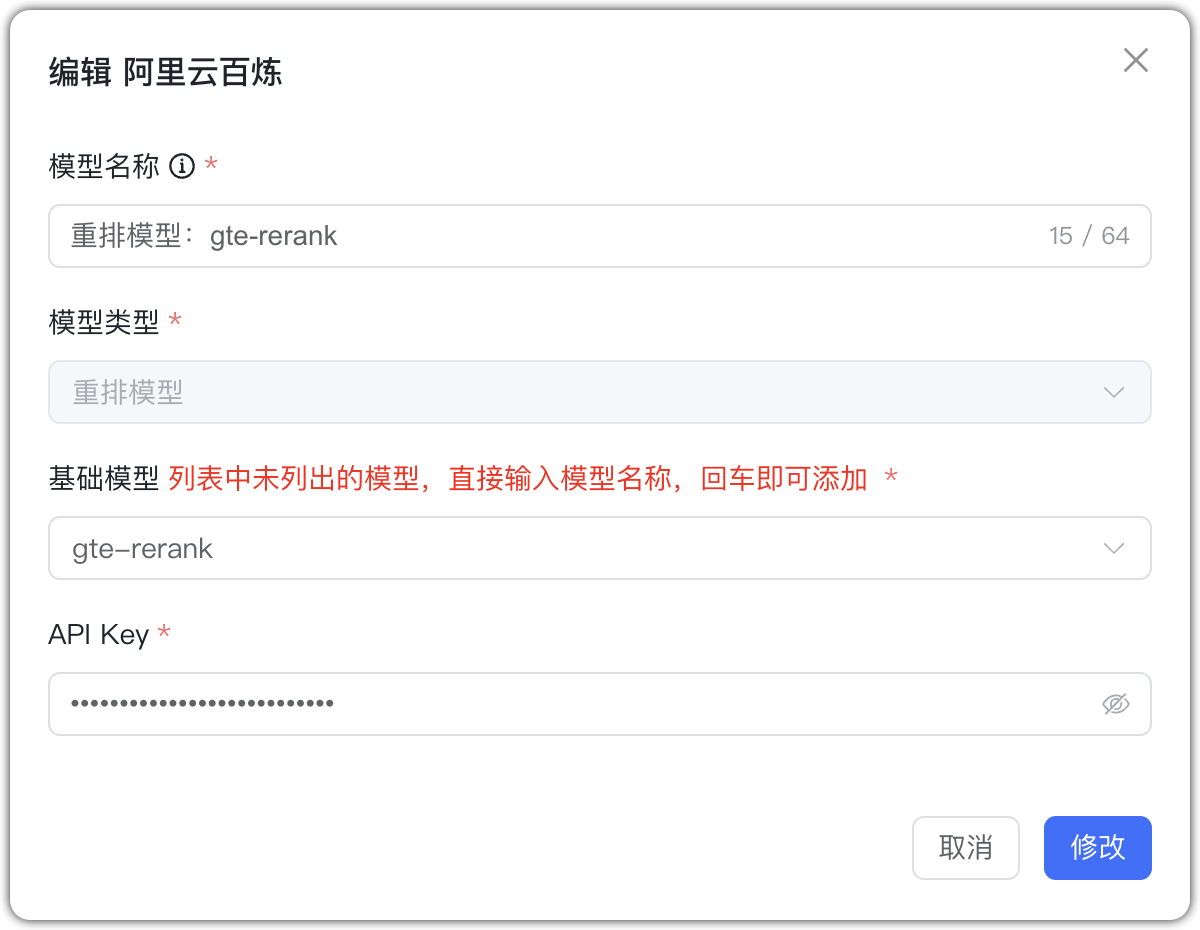 编辑 阿里云百炼
模型名称 *
重排模型：gte-rerank 15 / 64
模型类型 *
重排模型
基础模型 列表中未列出的模型，直接输入模型名称，回车即可添加 *
gte-rerank
API Key *
•••••••••••••••••••••••••••
取消 修改